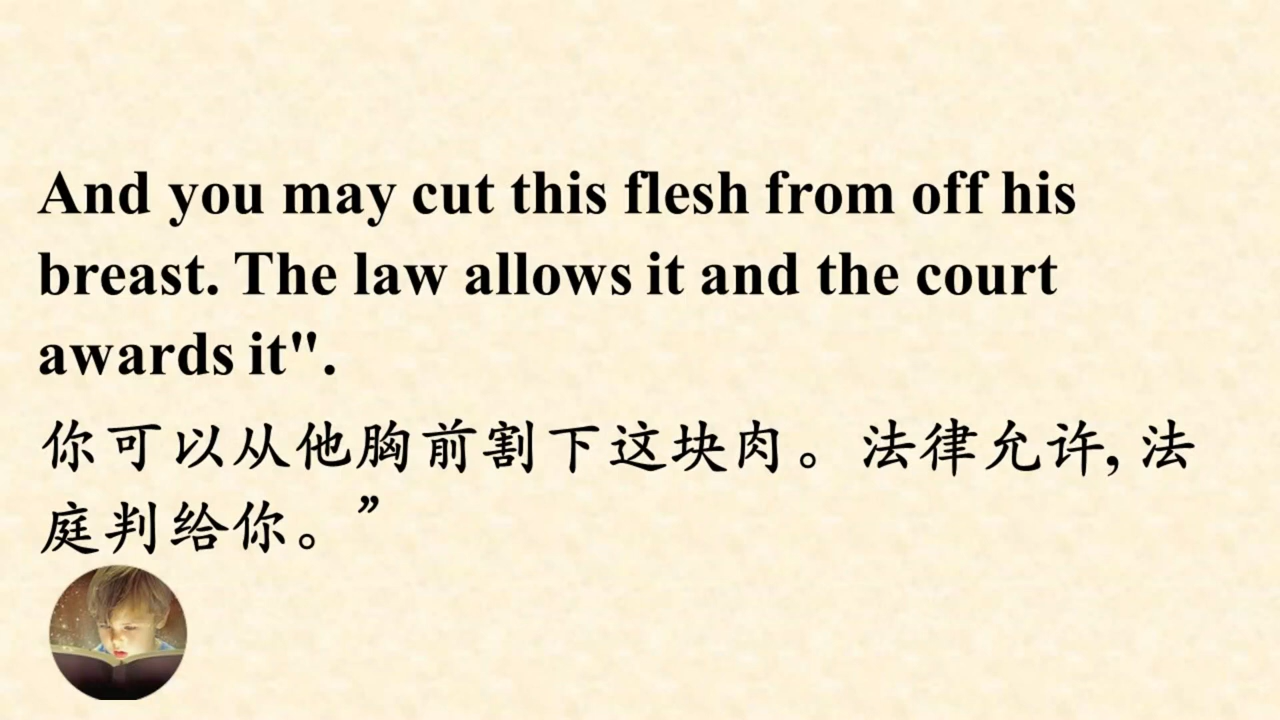 And you may cut this flesh from off his
breast. The law allows it and the court
awards it".
你可以从他胸前割下这块肉。法律允许, 法
庭判给你。”